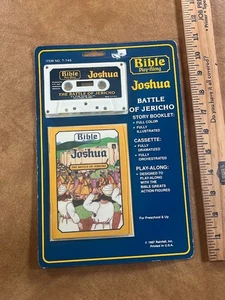 ITEM NO. T-745
Bible
Play-Along
Joshua
THE BATTLE OF JERICHO
Bible
Play-Along
Joshua
BATTLE
OF JERICHO
STORY BOOKLET:
• FULL COLOR
• FULLY
ILLUSTRATED
CASSETTE:
• FULLY
DRAMATIZED
• FULLY
ORCHESTRATED
PLAY-ALONG:
DESIGNED TO
PLAY-ALONG
WITH THE
BIBLE GREATS
ACTION FIGURES
For Preschool & Up
© 1987 Rainfall, Inc.
Printed in U.S.A.
Bible
Joshua